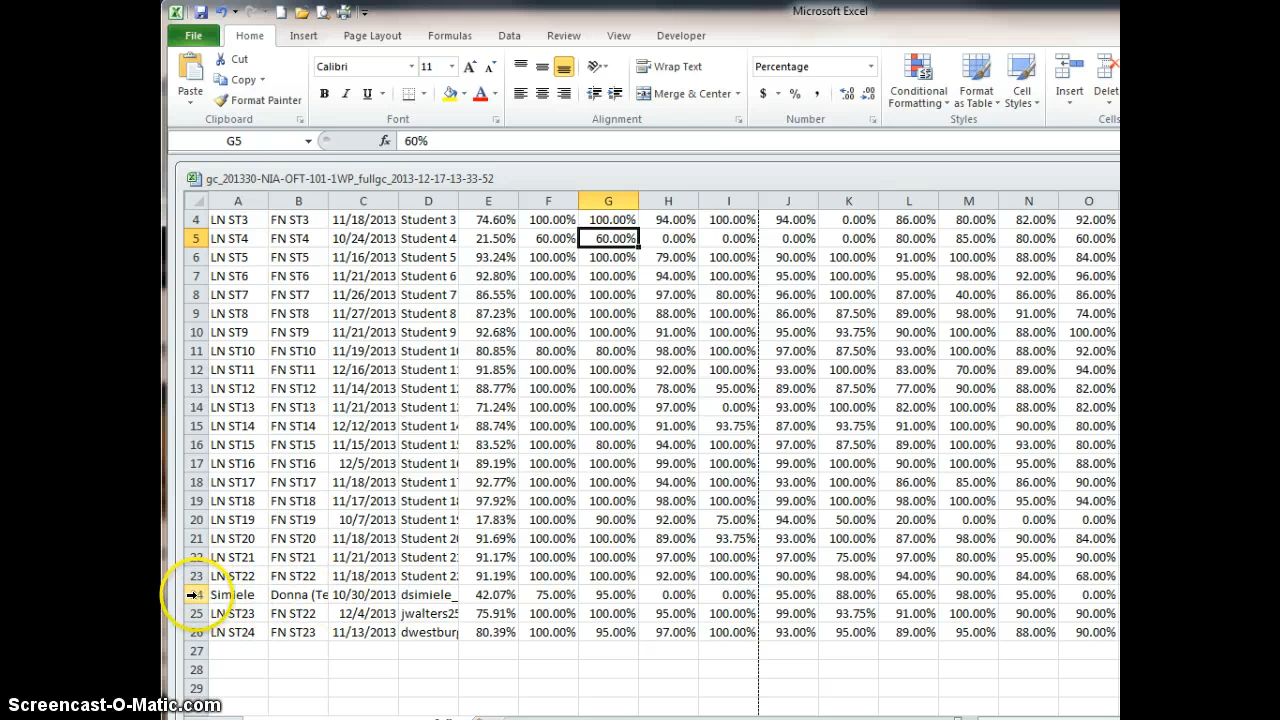 Microsoft Excel
File Home Insert Page Layout Formulas Data Review View Developer
Paste Cut Copy Format Painter
Calibri 11
B I U A
Wrap Text
Merge & Center
Percentage
$ % ,
Conditional Formatting Format as Table Cell Styles Insert Delet
Clipboard Font Alignment Number Styles Cells
G5 fx 60%
gc_201330-NIA-OFT-101-1WP_fullgc_2013-12-17-13-33-52
A B C D E F G H I J K L M N O
4 LN ST3 FN ST3 11/18/2013 Student 3 74.60% 100.00% 100.00% 94.00% 100.00% 94.00% 0.00% 86.00% 80.00% 82.00% 92.00%
5 LN ST4 FN ST4 10/24/2013 Student 4 21.50% 60.00% 60.00% 0.00% 0.00% 0.00% 0.00% 80.00% 85.00% 80.00% 60.00%
6 LN ST5 FN ST5 11/16/2013 Student 5 93.24% 100.00% 100.00% 79.00% 100.00% 90.00% 100.00% 91.00% 100.00% 88.00% 84.00%
7 LN ST6 FN ST6 11/21/2013 Student 6 92.80% 100.00% 100.00% 94.00% 100.00% 95.00% 100.00% 95.00% 98.00% 92.00% 96.00%
8 LN ST7 FN ST7 11/26/2013 Student 7 86.55% 100.00% 100.00% 97.00% 80.00% 96.00% 100.00% 87.00% 40.00% 86.00% 86.00%
9 LN ST8 FN ST8 11/27/2013 Student 8 87.23% 100.00% 100.00% 88.00% 100.00% 86.00% 87.50% 89.00% 98.00% 91.00% 74.00%
10 LN ST9 FN ST9 11/21/2013 Student 9 92.68% 100.00% 100.00% 91.00% 100.00% 95.00% 93.75% 90.00% 100.00% 88.00% 100.00%
11 LN ST10 FN ST10 11/19/2013 Student 10 80.85% 80.00% 80.00% 98.00% 100.00% 97.00% 87.50% 93.00% 100.00% 88.00% 92.00%
12 LN ST11 FN ST11 12/16/2013 Student 11 91.85% 100.00% 100.00% 92.00% 100.00% 93.00% 100.00% 83.00% 70.00% 89.00% 94.00%
13 LN ST12 FN ST12 11/14/2013 Student 12 88.77% 100.00% 100.00% 78.00% 95.00% 89.00% 87.50% 77.00% 90.00% 88.00% 82.00%
14 LN ST13 FN ST13 11/21/2013 Student 13 71.24% 100.00% 100.00% 97.00% 0.00% 93.00% 100.00% 82.00% 100.00% 88.00% 82.00%
15 LN ST14 FN ST14 12/12/2013 Student 14 88.74% 100.00% 100.00% 91.00% 93.75% 87.00% 93.75% 91.00% 100.00% 90.00% 80.00%
16 LN ST15 FN ST15 11/15/2013 Student 15 83.52% 100.00% 80.00% 94.00% 100.00% 97.00% 87.50% 89.00% 100.00% 93.00% 80.00%
17 LN ST16 FN ST16 12/5/2013 Student 16 89.19% 100.00% 100.00% 99.00% 100.00% 99.00% 100.00% 90.00% 100.00% 95.00% 88.00%
18 LN ST17 FN ST17 11/18/2013 Student 17 92.77% 100.00% 100.00% 94.00% 100.00% 93.00% 100.00% 86.00% 85.00% 86.00% 90.00%
19 LN ST18 FN ST18 11/17/2013 Student 18 97.92% 100.00% 100.00% 98.00% 100.00% 99.00% 100.00% 98.00% 100.00% 95.00% 94.00%
20 LN ST19 FN ST19 10/7/2013 Student 19 17.83% 100.00% 90.00% 92.00% 75.00% 94.00% 50.00% 20.00% 0.00% 0.00% 0.00%
21 LN ST20 FN ST20 11/18/2013 Student 20 91.69% 100.00% 100.00% 89.00% 93.75% 93.00% 100.00% 87.00% 98.00% 90.00% 84.00%
22 LN ST21 FN ST21 11/21/2013 Student 21 91.17% 100.00% 100.00% 97.00% 100.00% 97.00% 75.00% 97.00% 80.00% 95.00% 90.00%
23 LN ST22 FN ST22 11/18/2013 Student 22 91.19% 100.00% 100.00% 92.00% 100.00% 90.00% 98.00% 94.00% 90.00% 84.00% 68.00%
24 Simiele Donna (Te 10/30/2013 dsimiele_ 42.07% 75.00% 95.00% 0.00% 0.00% 95.00% 88.00% 65.00% 98.00% 95.00% 0.00%
25 LN ST23 FN ST22 12/4/2013 jwalters25 75.91% 100.00% 100.00% 95.00% 100.00% 99.00% 93.75% 91.00% 100.00% 90.00% 90.00%
26 LN ST24 FN ST23 11/13/2013 dwestburg 80.39% 100.00% 95.00% 97.00% 100.00% 93.00% 95.00% 89.00% 95.00% 88.00% 90.00%
27
28
29
Screencast-O-Matic.com